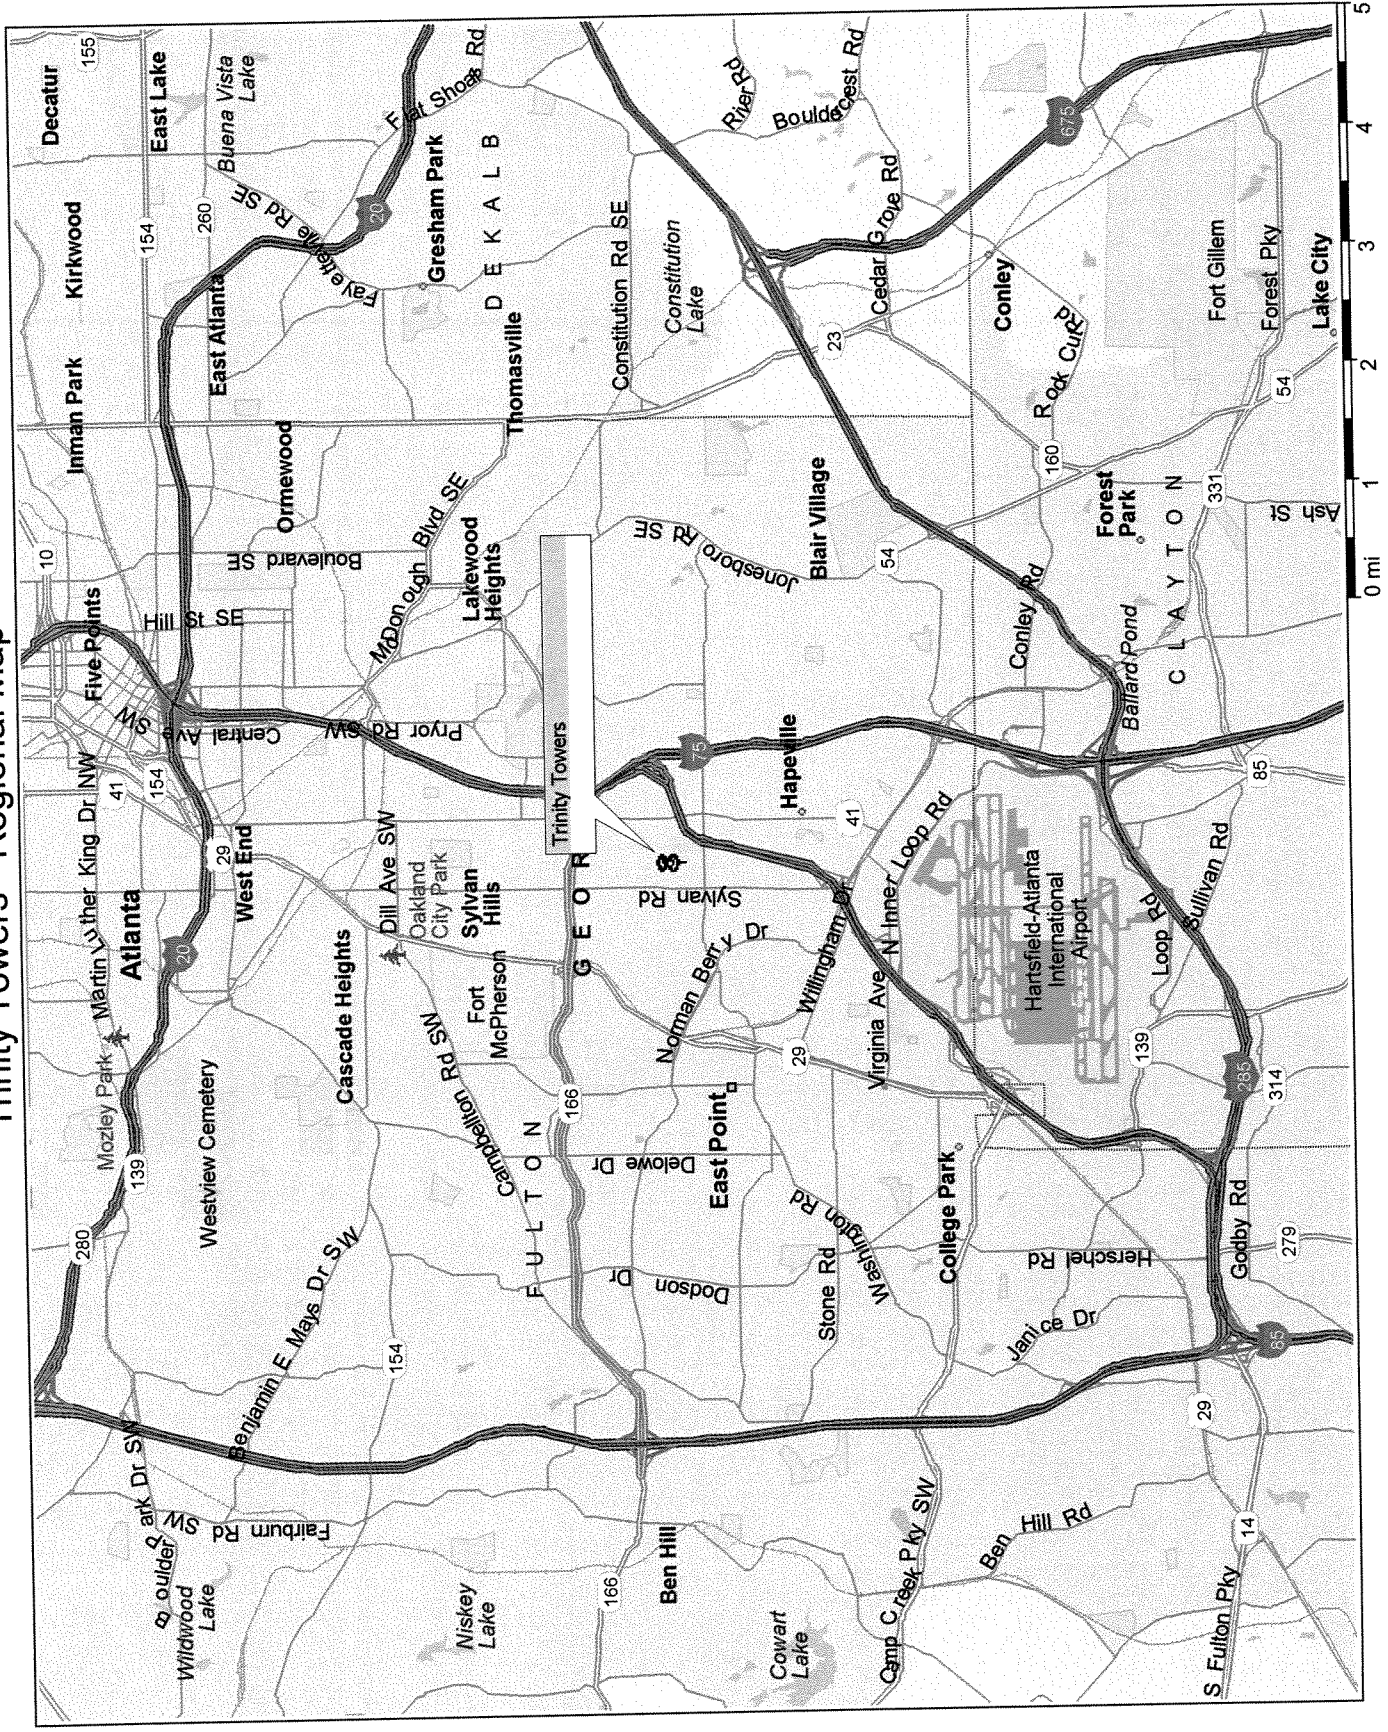 Trinity Towers Regional Map
Decatur
155
East Lake
Buena Vista
Lake
Flat Shoals Rd
Gresham Park
D E K A L B
River Rd
Bouldercrest Rd
675
Kirkwood
154
260
Fayetteville Rd SE
20
East Atlanta
Inman Park
Thomasville
Constitution Rd SE
Constitution
Lake
Cedar Grove Rd
23
Conley
Rock Cut Rd
Fort Gillem
Forest Pky
Lake City
54
160
Forest
Park
331
C L A Y T O N
Ash St
Ormewood
Boulevard SE
McDonough Blvd SE
Lakewood
Heights
Jonesboro Rd SE
Blair Village
54
Conley Rd
Ballard Pond
10
Five Points
Hill St SE
SW
Central Ave
Pryor Rd SW
Trinity Towers
75
Hapeville
41
85
41
154
Martin Luther King Dr NW
Atlanta
29
West End
20
Dill Ave SW
Oakland
City Park
Sylvan
Hills
G E O R
Sylvan Rd
Norman Berry Dr
Willingham Dr
Virginia Ave
N Inner Loop Rd
Hartsfield-Atlanta
International
Airport
Loop Rd
Sullivan Rd
Mozley Park
139
280
Westview Cemetery
Cascade Heights
Campbellton Rd SW
Fort
McPherson
166
F U L T O N
Delowe Dr
East Point
29
139
285
314
Washington Rd
College Park
Stone Rd
Dodson Dr
Herschel Rd
Janice Dr
Godby Rd
279
85
29
Benjamin E Mays Dr SW
154
Boulder Park Dr SW
Fairburn Rd SW
Wildwood
Lake
Niskey
Lake
166
Ben Hill
Cowart
Lake
Camp Creek Pky SW
Ben Hill Rd
14
S Fulton Pky
0 mi
1
2
3
4
5